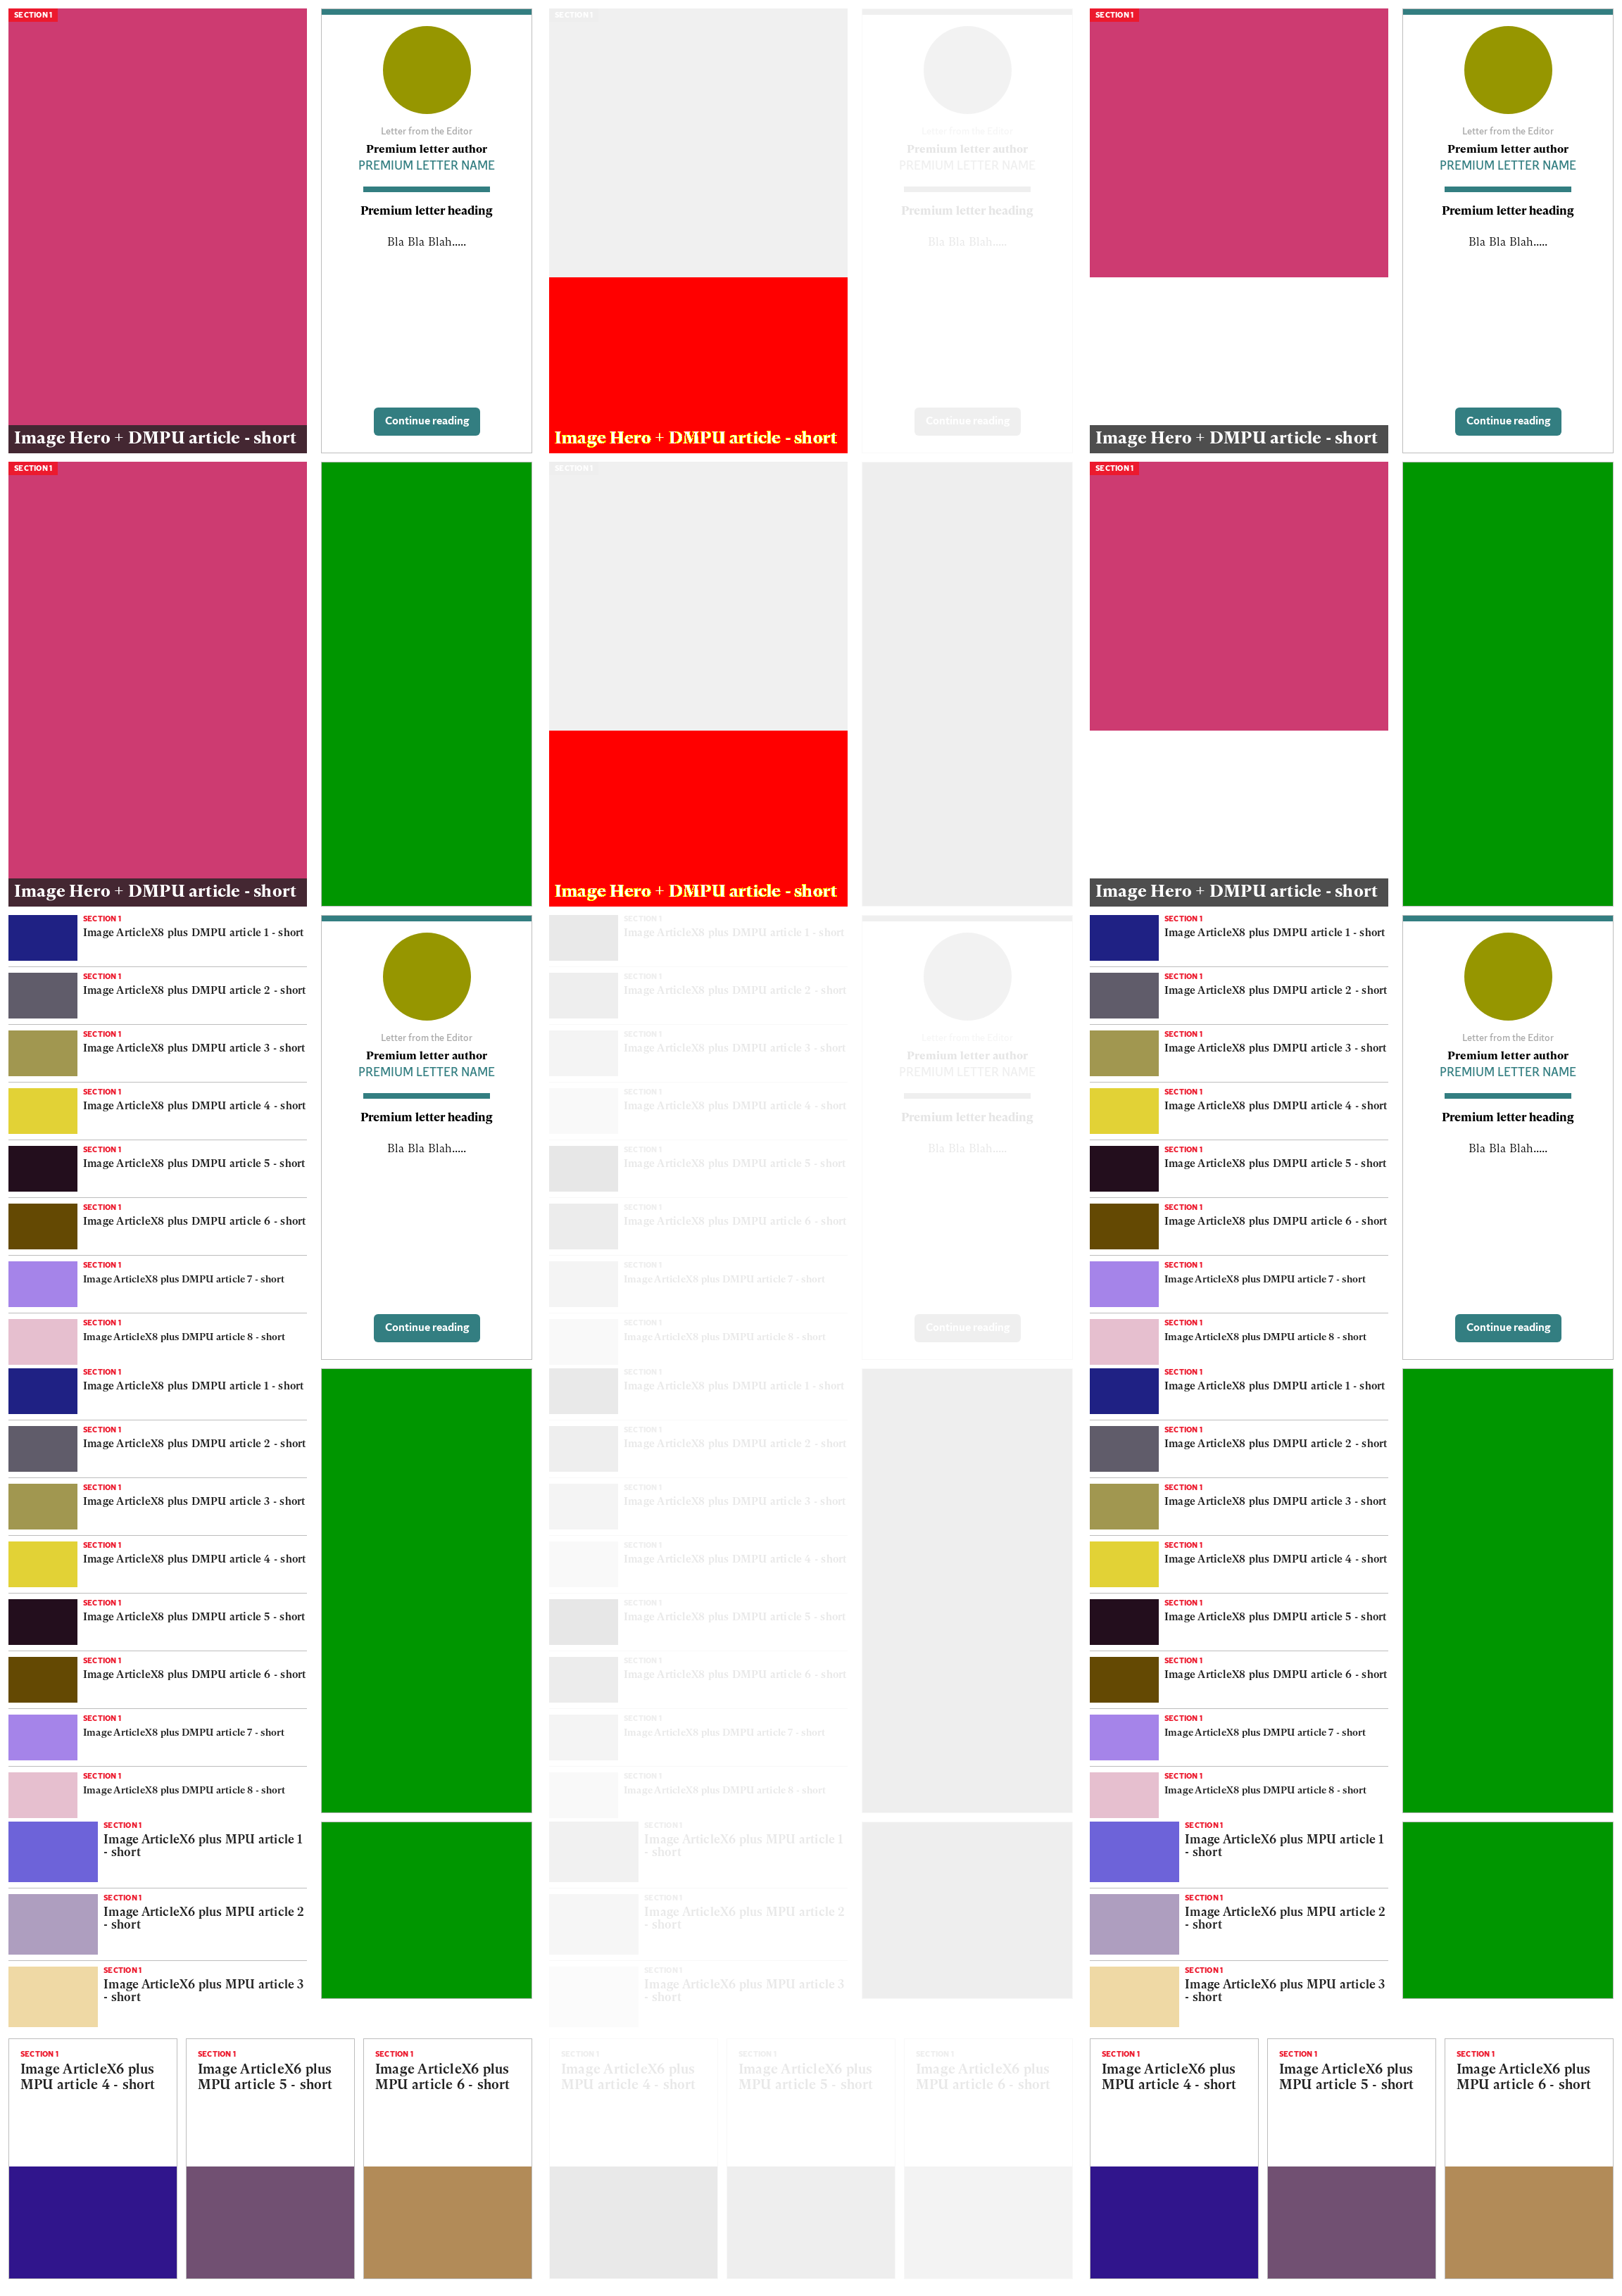 SECTION 1
Letter from the Editor
Premium letter author
PREMIUM LETTER NAME
Premium letter heading
Bla Bla Blah.....
Continue reading
Image Hero + DMPU article - short
SECTION 1
Image Hero + DMPU article - short
SECTION 1
Image ArticleX8 plus DMPU article 1 - short
SECTION 1
Image ArticleX8 plus DMPU article 2 - short
SECTION 1
Image ArticleX8 plus DMPU article 3 - short
SECTION 1
Image ArticleX8 plus DMPU article 4 - short
SECTION 1
Image ArticleX8 plus DMPU article 5 - short
SECTION 1
Image ArticleX8 plus DMPU article 6 - short
SECTION 1
Image ArticleX8 plus DMPU article 7 - short
SECTION 1
Image ArticleX8 plus DMPU article 8 - short
Letter from the Editor
Premium letter author
PREMIUM LETTER NAME
Premium letter heading
Bla Bla Blah.....
Continue reading
SECTION 1
Image ArticleX8 plus DMPU article 1 - short
SECTION 1
Image ArticleX8 plus DMPU article 2 - short
SECTION 1
Image ArticleX8 plus DMPU article 3 - short
SECTION 1
Image ArticleX8 plus DMPU article 4 - short
SECTION 1
Image ArticleX8 plus DMPU article 5 - short
SECTION 1
Image ArticleX8 plus DMPU article 6 - short
SECTION 1
Image ArticleX8 plus DMPU article 7 - short
SECTION 1
Image ArticleX8 plus DMPU article 8 - short
SECTION 1
Image ArticleX6 plus MPU article 1
- short
SECTION 1
Image ArticleX6 plus MPU article 2
- short
SECTION 1
Image ArticleX6 plus MPU article 3
- short
SECTION 1
Image ArticleX6 plus
MPU article 4 - short
SECTION 1
Image ArticleX6 plus
MPU article 5 - short
SECTION 1
Image ArticleX6 plus
MPU article 6 - short
SECTION 1
Letter from the Editor
Premium letter author
PREMIUM LETTER NAME
Premium letter heading
Bla Bla Blah.....
Continue reading
Image Hero + DMPU article - short
SECTION 1
Image Hero + DMPU article - short
SECTION 1
Image ArticleX8 plus DMPU article 1 - short
SECTION 1
Image ArticleX8 plus DMPU article 2 - short
SECTION 1
Image ArticleX8 plus DMPU article 3 - short
SECTION 1
Image ArticleX8 plus DMPU article 4 - short
SECTION 1
Image ArticleX8 plus DMPU article 5 - short
SECTION 1
Image ArticleX8 plus DMPU article 6 - short
SECTION 1
Image ArticleX8 plus DMPU article 7 - short
SECTION 1
Image ArticleX8 plus DMPU article 8 - short
Letter from the Editor
Premium letter author
PREMIUM LETTER NAME
Premium letter heading
Bla Bla Blah.....
Continue reading
SECTION 1
Image ArticleX8 plus DMPU article 1 - short
SECTION 1
Image ArticleX8 plus DMPU article 2 - short
SECTION 1
Image ArticleX8 plus DMPU article 3 - short
SECTION 1
Image ArticleX8 plus DMPU article 4 - short
SECTION 1
Image ArticleX8 plus DMPU article 5 - short
SECTION 1
Image ArticleX8 plus DMPU article 6 - short
SECTION 1
Image ArticleX8 plus DMPU article 7 - short
SECTION 1
Image ArticleX8 plus DMPU article 8 - short
SECTION 1
Image ArticleX6 plus MPU article 1
- short
SECTION 1
Image ArticleX6 plus MPU article 2
- short
SECTION 1
Image ArticleX6 plus MPU article 3
- short
SECTION 1
Image ArticleX6 plus
MPU article 4 - short
SECTION 1
Image ArticleX6 plus
MPU article 5 - short
SECTION 1
Image ArticleX6 plus
MPU article 6 - short
SECTION 1
Letter from the Editor
Premium letter author
PREMIUM LETTER NAME
Premium letter heading
Bla Bla Blah.....
Continue reading
Image Hero + DMPU article - short
SECTION 1
Image Hero + DMPU article - short
SECTION 1
Image ArticleX8 plus DMPU article 1 - short
SECTION 1
Image ArticleX8 plus DMPU article 2 - short
SECTION 1
Image ArticleX8 plus DMPU article 3 - short
SECTION 1
Image ArticleX8 plus DMPU article 4 - short
SECTION 1
Image ArticleX8 plus DMPU article 5 - short
SECTION 1
Image ArticleX8 plus DMPU article 6 - short
SECTION 1
Image ArticleX8 plus DMPU article 7 - short
SECTION 1
Image ArticleX8 plus DMPU article 8 - short
Letter from the Editor
Premium letter author
PREMIUM LETTER NAME
Premium letter heading
Bla Bla Blah.....
Continue reading
SECTION 1
Image ArticleX8 plus DMPU article 1 - short
SECTION 1
Image ArticleX8 plus DMPU article 2 - short
SECTION 1
Image ArticleX8 plus DMPU article 3 - short
SECTION 1
Image ArticleX8 plus DMPU article 4 - short
SECTION 1
Image ArticleX8 plus DMPU article 5 - short
SECTION 1
Image ArticleX8 plus DMPU article 6 - short
SECTION 1
Image ArticleX8 plus DMPU article 7 - short
SECTION 1
Image ArticleX8 plus DMPU article 8 - short
SECTION 1
Image ArticleX6 plus MPU article 1
- short
SECTION 1
Image ArticleX6 plus MPU article 2
- short
SECTION 1
Image ArticleX6 plus MPU article 3
- short
SECTION 1
Image ArticleX6 plus
MPU article 4 - short
SECTION 1
Image ArticleX6 plus
MPU article 5 - short
SECTION 1
Image ArticleX6 plus
MPU article 6 - short